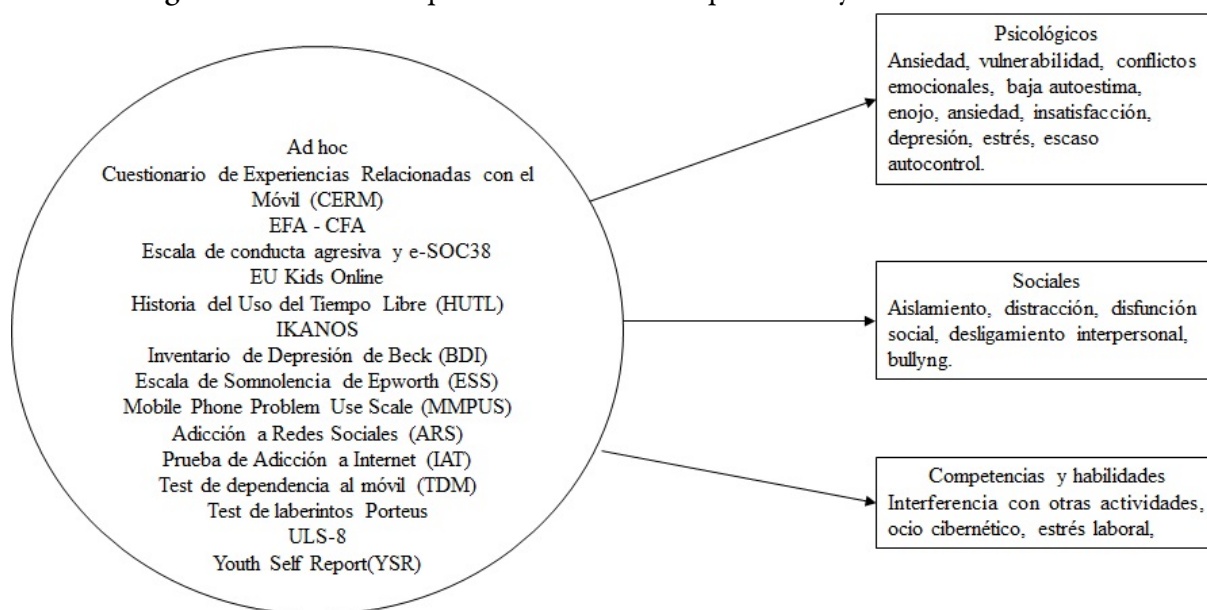 Ad hoc
Cuestionario de Experiencias Relacionadas con el
Móvil (CERM)
EFA - CFA
Escala de conducta agresiva y e-SOC38
EU Kids Online
Historia del Uso del Tiempo Libre (HUTL)
IKANOS
Inventario de Depresión de Beck (BDI)
Escala de Somnolencia de Epworth (ESS)
Mobile Phone Problem Use Scale (MMPUS)
Adicción a Redes Sociales (ARS)
Prueba de Adicción a Internet (IAT)
Test de dependencia al móvil (TDM)
Test de laberintos Porteus
ULS-8
Youth Self Report(YSR)
Psicológicos
Ansiedad, vulnerabilidad, conflictos
emocionales, baja autoestima,
enojo, ansiedad, insatisfacción,
depresión, estrés, escaso
autocontrol.
Sociales
Aislamiento, distracción, disfunción
social, desligamiento interpersonal,
bullyng.
Competencias y habilidades
Interferencia con otras actividades,
ocio cibernético, estrés laboral,